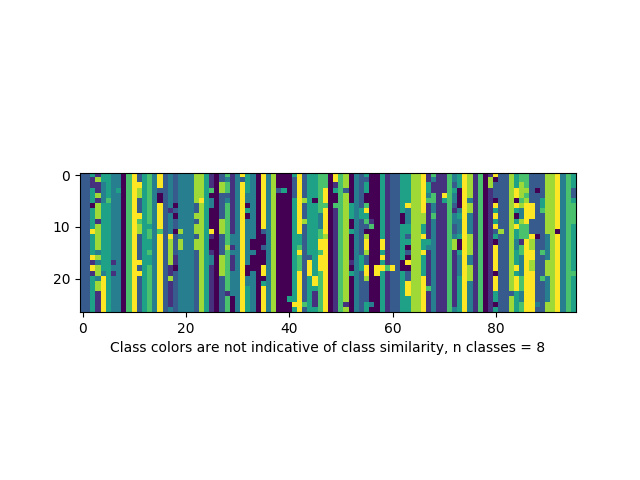 0
10
20
0 20 40 60 80
Class colors are not indicative of class similarity, n classes = 8